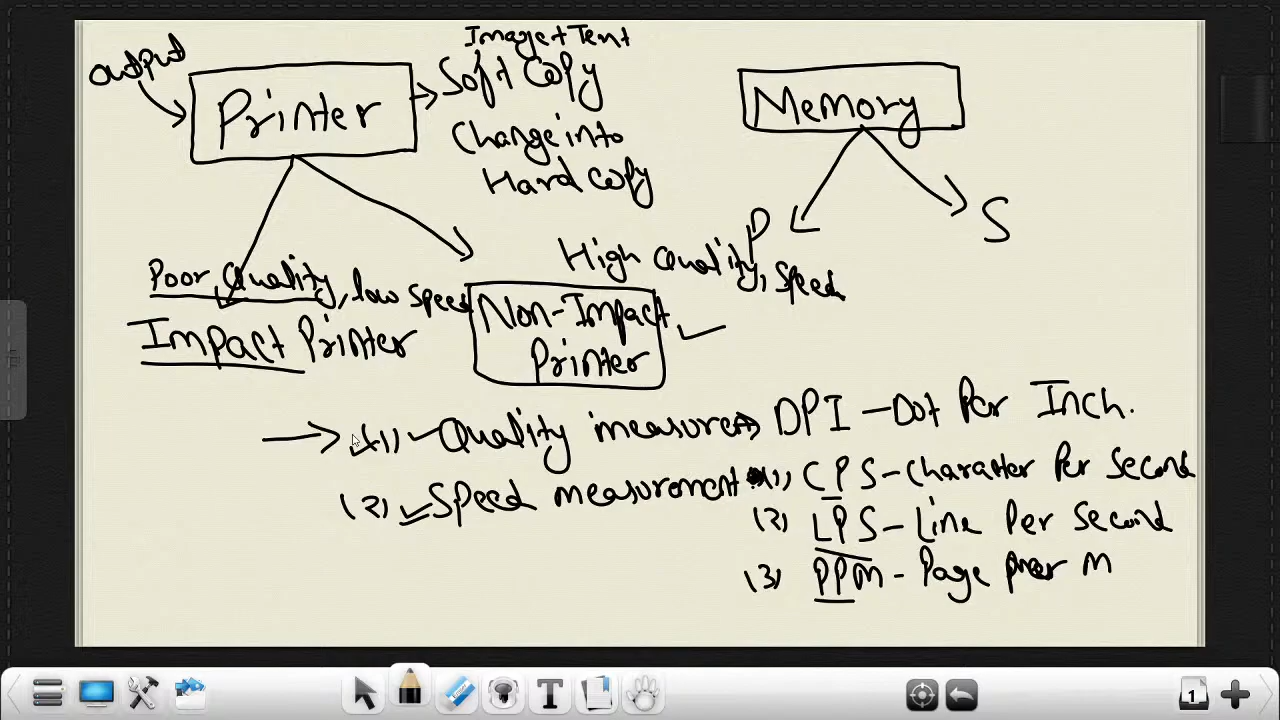 output
Printer
Image+Text
Soft Copy
Change into
Hard Copy
Memory
P
S
Poor Quality, low speed
Impact Printer
High Quality, Speed
Non-Impact
Printer
(1) Quality measure DPI - Dot Per Inch.
(2) Speed measurement (1) CPS - Character Per Second
(2) LPS - Line Per Second
(3) PPM - Page per M
T
1